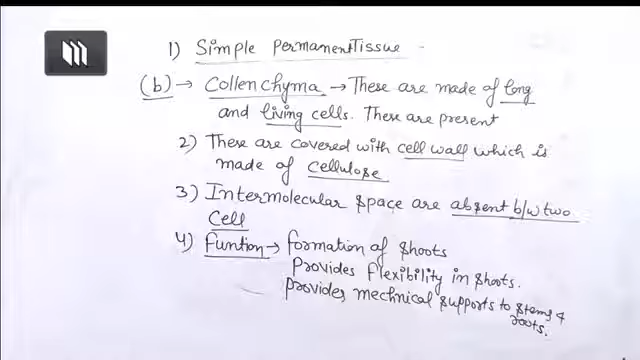 1) Simple Permanent Tissue -
(b) → Collenchyma → These are made of long
and living cells. These are present
2) These are covered with cell wall which is
made of cellulose
3) Intermolecular space are absent b/w two
Cell
4) Funtion → formation of shoots
Provides flexibility in shoots.
Provides mechnical supports to stems &
roots.